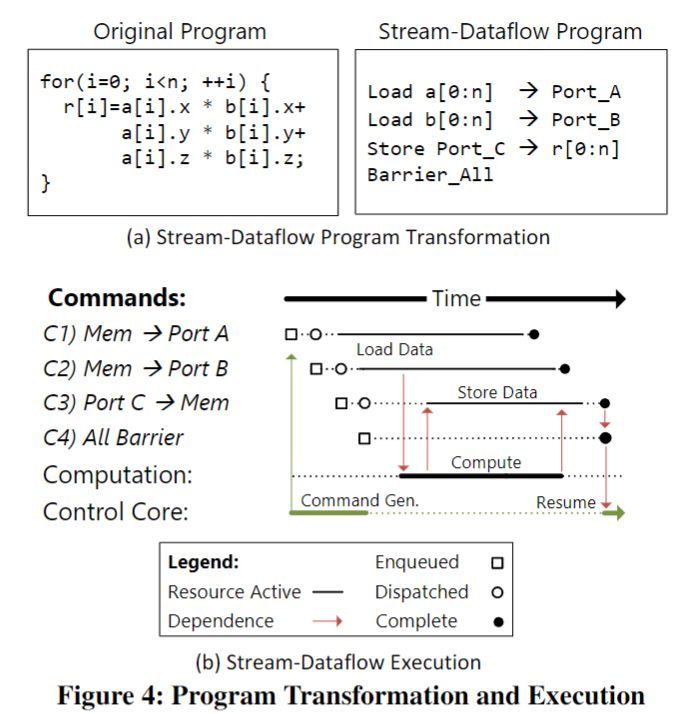 Original Program
Stream-Dataflow Program
for(i=0; i<n; ++i) {
r[i]=a[i].x * b[i].x+
a[i].y * b[i].y+
a[i].z * b[i].z;
}
Load a[0:n] → Port_A
Load b[0:n] → Port_B
Store Port_C → r[0:n]
Barrier_All
(a) Stream-Dataflow Program Transformation
Commands:
Time
C1) Mem → Port A
Load Data
C2) Mem → Port B
C3) Port C → Mem
Store Data
C4) All Barrier
Computation:
Compute
Control Core:
Command Gen.
Resume
Legend:
Enqueued
Resource Active
Dispatched
Dependence
Complete
(b) Stream-Dataflow Execution
Figure 4: Program Transformation and Execution